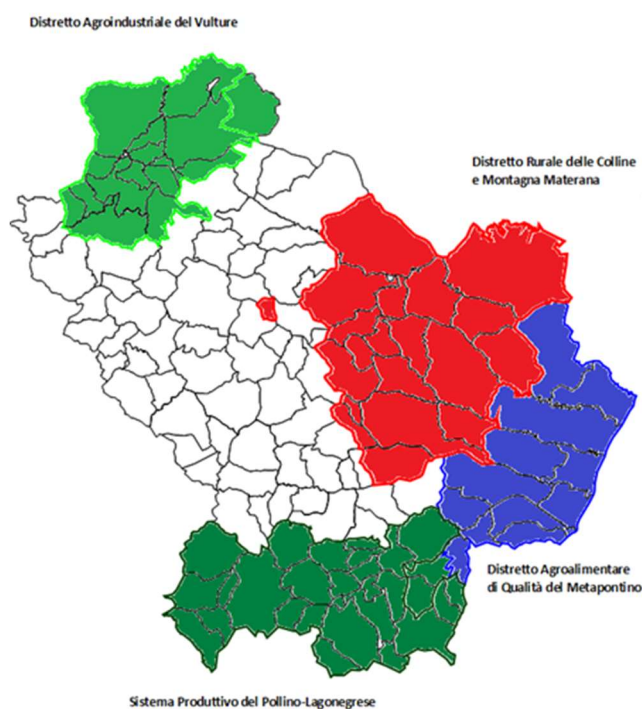 Distretto Agroindustriale del Vulture
Distretto Rurale delle Colline
e Montagna Materana
Distretto Agroalimentare
di Qualità del Metapontino
Sistema Produttivo del Pollino-Lagonegrese